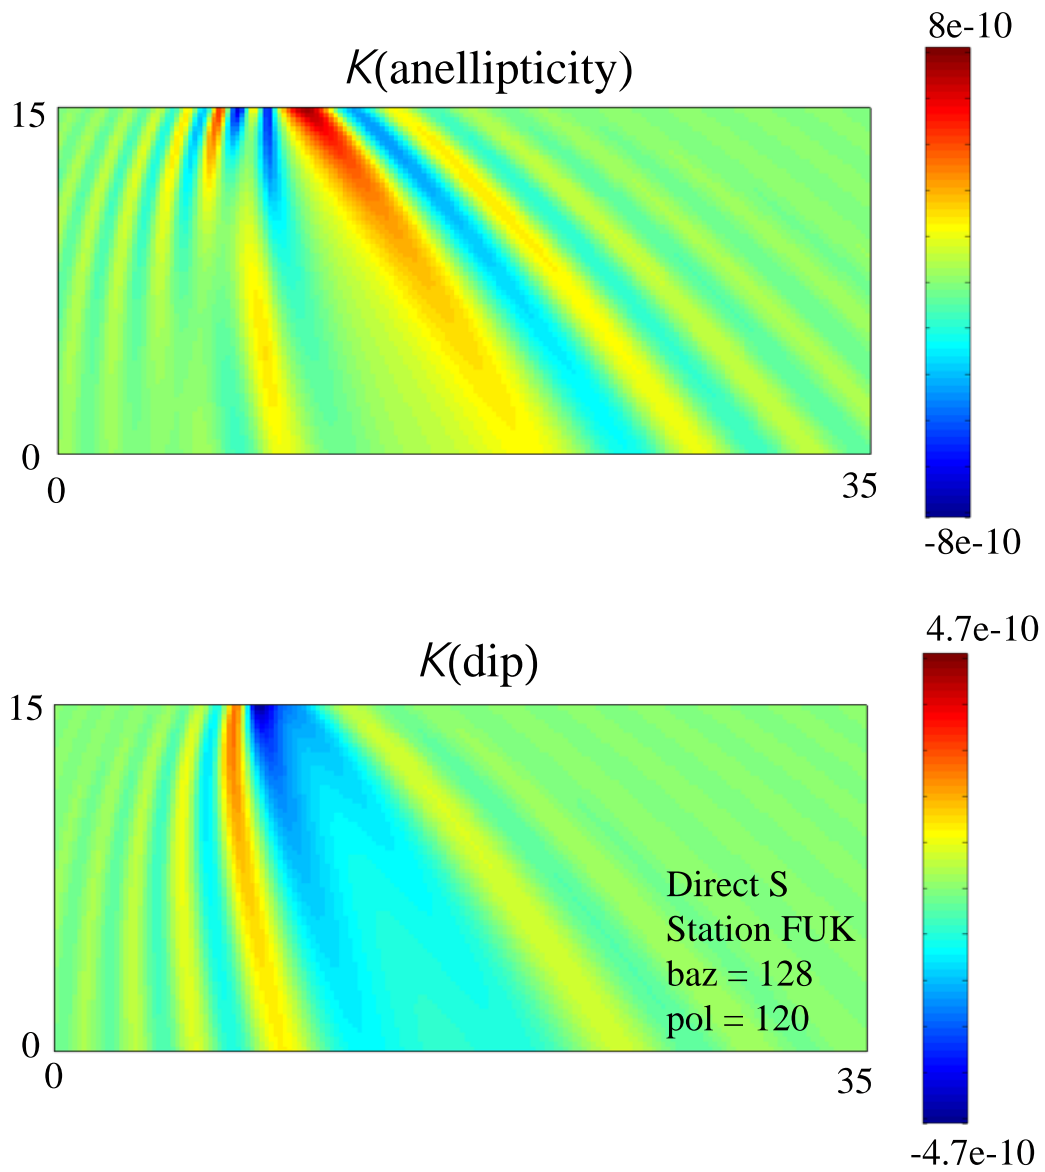 8e-10
K(anellipticity)
15
0
0
35
-8e-10
4.7e-10
K(dip)
15
Direct S
Station FUK
baz = 128
pol = 120
0
0
35
-4.7e-10